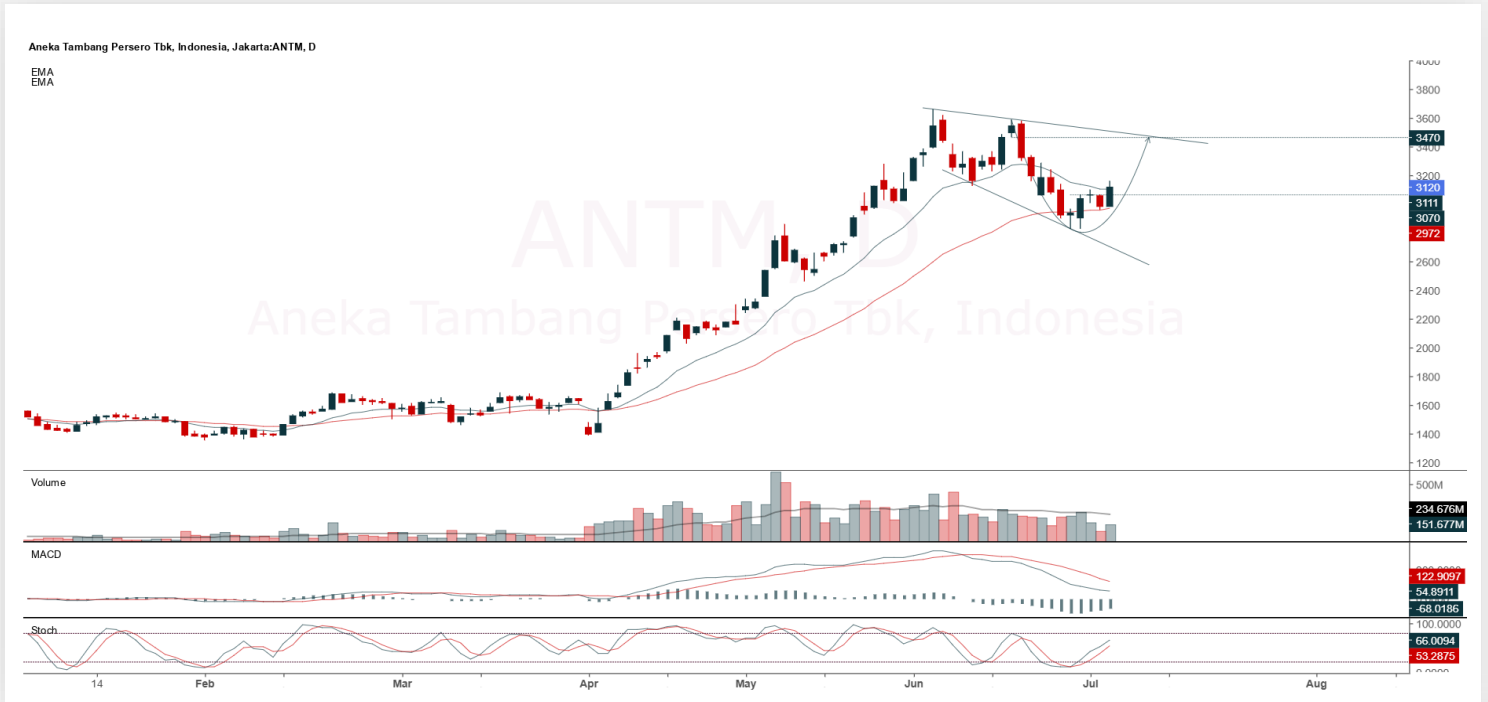 Aneka Tambang Persero Tbk, Indonesia, Jakarta:ANTM, D
EMA
EMA
ANTM, D
Aneka Tambang Persero Tbk, Indonesia
4000
3800
3600
3470
3400
3200
3120
3111
3070
2972
2600
2400
2200
2000
1800
1600
1400
1200
Volume
500M
234.676M
151.677M
MACD
122.9097
54.8911
-68.0186
Stoch
100.0000
66.0094
53.2875
0.0000
14 Feb Mar Apr May Jun Jul Aug